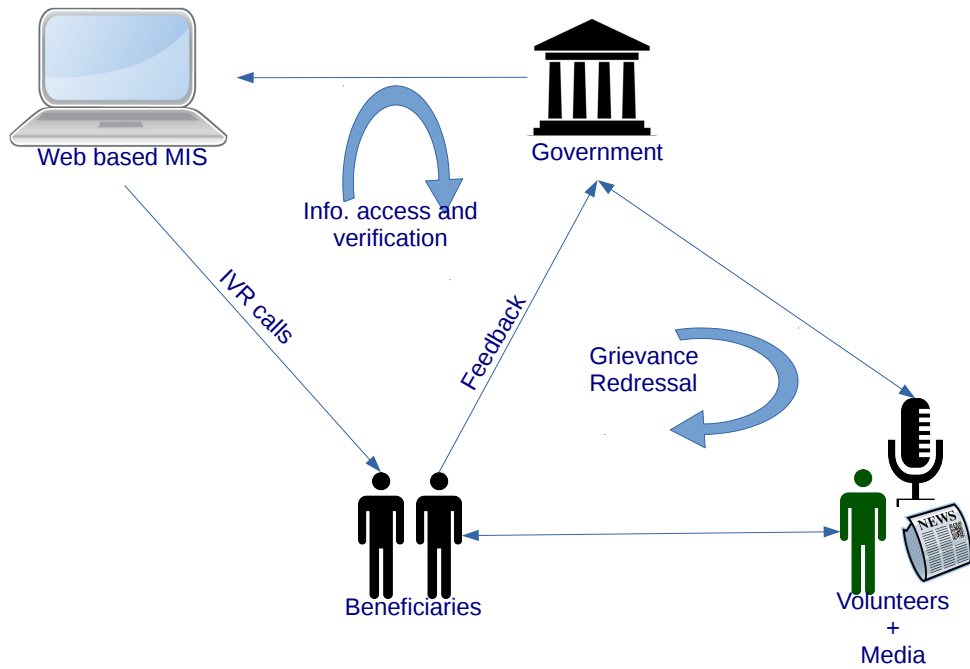 Web based MIS
Government
Info. access and
verification
IVR calls
Feedback
Grievance
Redressal
NEWS
Beneficiaries
Volunteers
+
Media